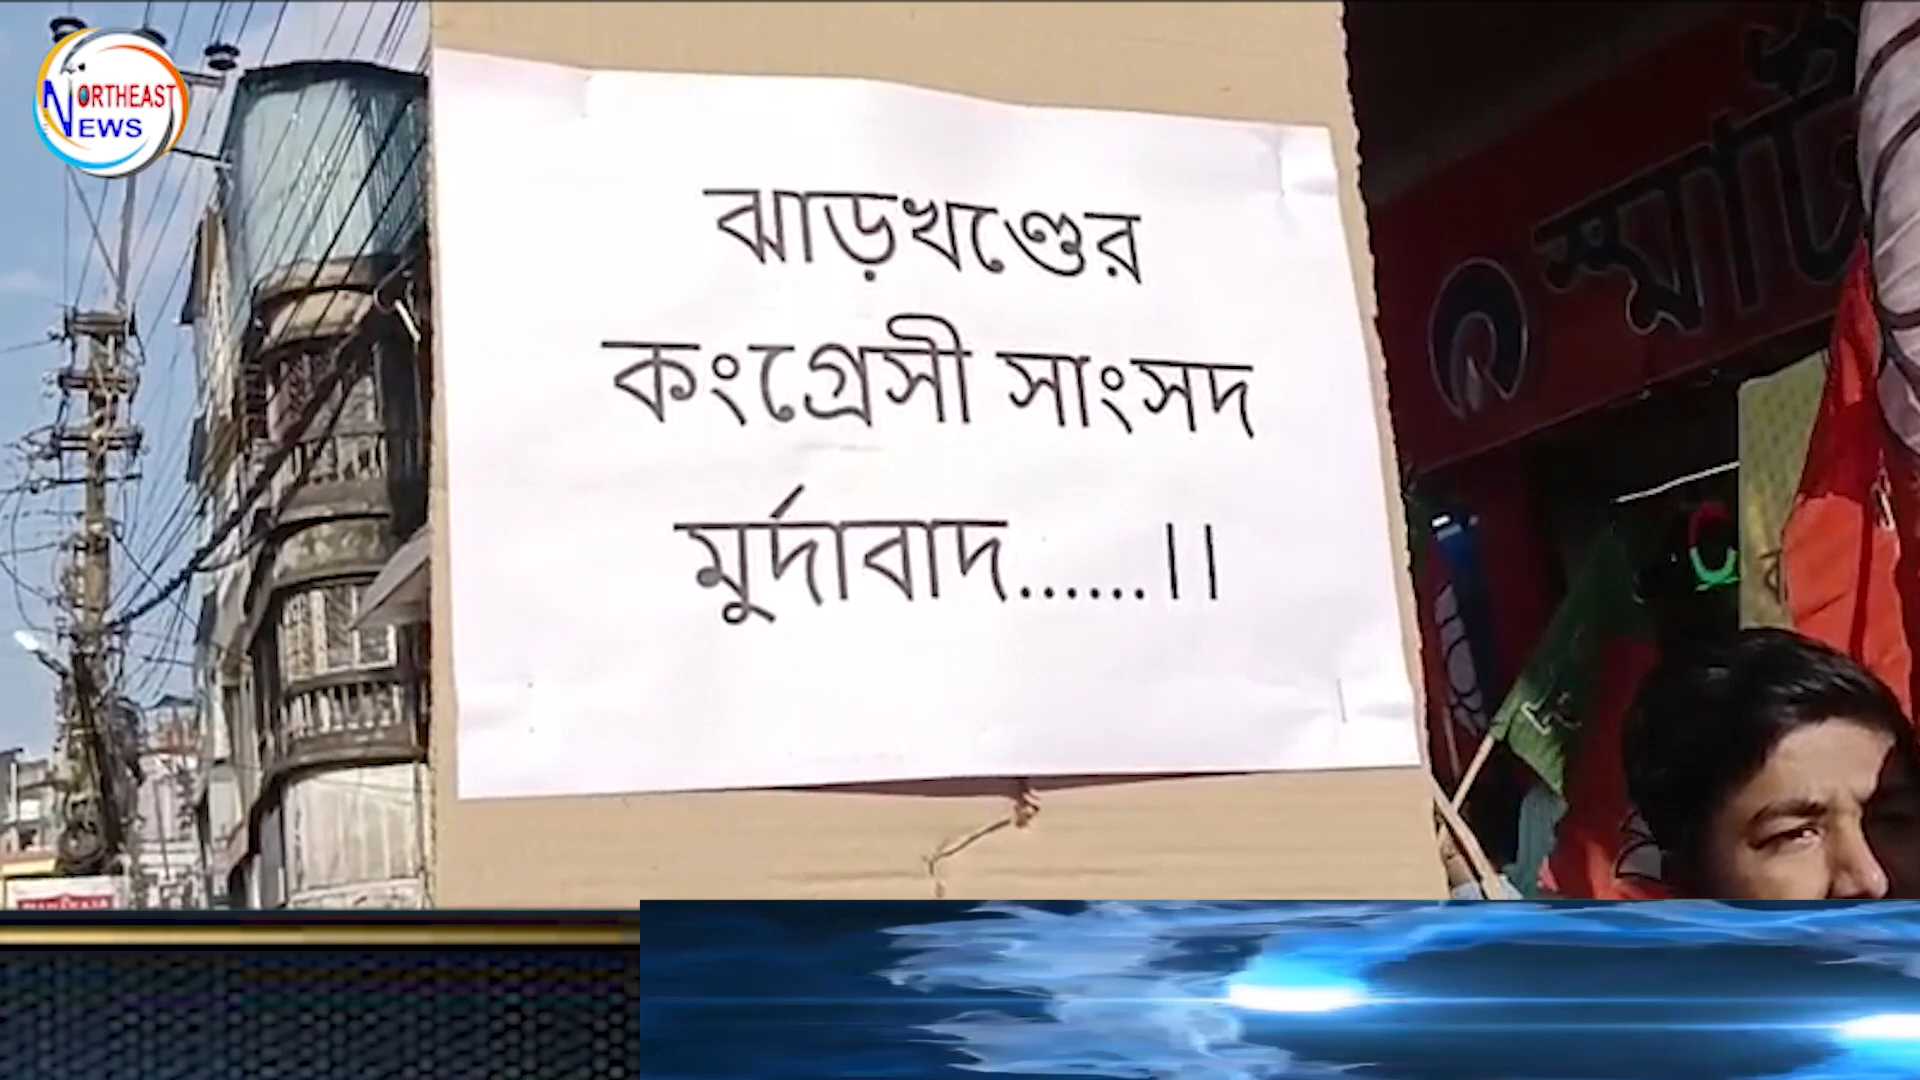 NORTHEAST
NEWS
ঝাড়খণ্ডের
কংগ্রেসী সাংসদ
মুর্দাবাদ......।।
স্মার্ট